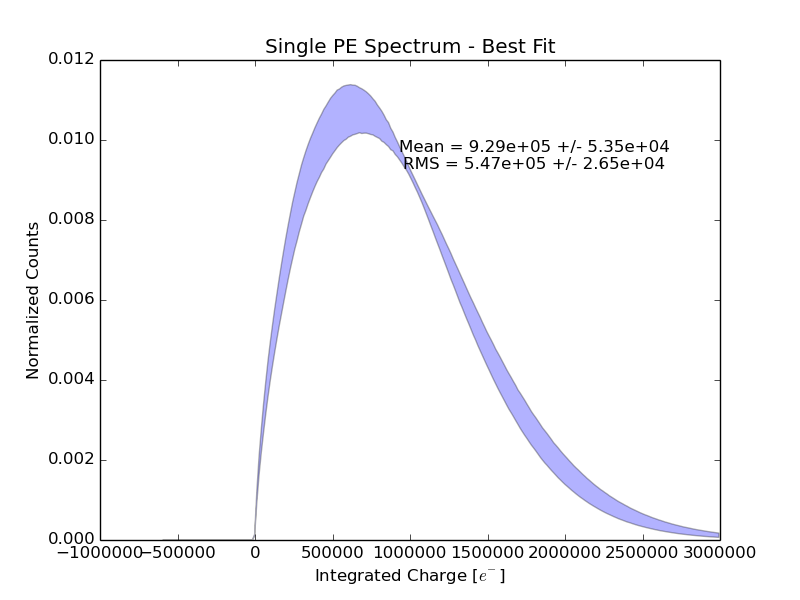 Single PE Spectrum - Best Fit
0.012
0.010
Mean = 9.29e+05 +/- 5.35e+04
RMS = 5.47e+05 +/- 2.65e+04
0.008
Normalized Counts
0.006
0.004
0.002
0.000
−1000000 −500000 0 500000 1000000 1500000 2000000 2500000 3000000
Integrated Charge [e⁻]